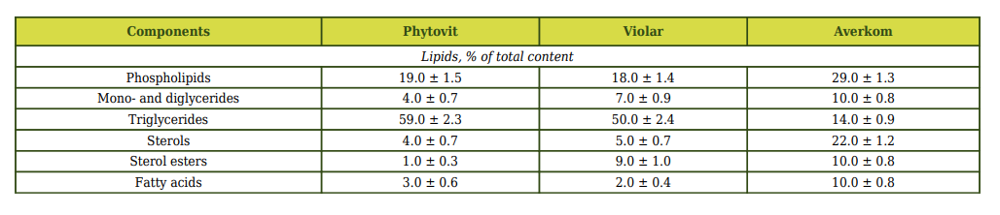 Components Phytovit Violar Averkom
Lipids, % of total content
Phospholipids 19.0 ± 1.5 18.0 ± 1.4 29.0 ± 1.3
Mono- and diglycerides 4.0 ± 0.7 7.0 ± 0.9 10.0 ± 0.8
Triglycerides 59.0 ± 2.3 50.0 ± 2.4 14.0 ± 0.9
Sterols 4.0 ± 0.7 5.0 ± 0.7 22.0 ± 1.2
Sterol esters 1.0 ± 0.3 9.0 ± 1.0 10.0 ± 0.8
Fatty acids 3.0 ± 0.6 2.0 ± 0.4 10.0 ± 0.8